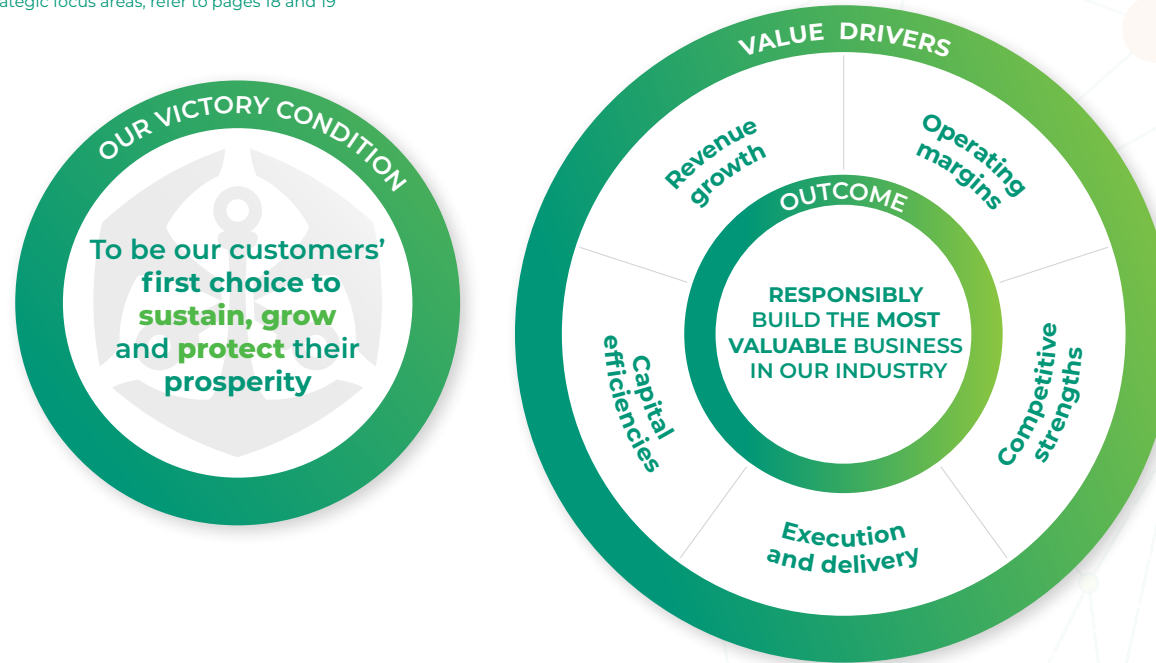 rategic focus areas, refer to pages 18 and 19
OUR VICTORY CONDITION
To be our customers’
first choice to
sustain, grow
and protect their
prosperity
VALUE DRIVERS
Revenue
growth
Operating
margins
Competitive
strengths
Execution
and delivery
Capital
efficiencies
OUTCOME
RESPONSIBLY
BUILD THE MOST
VALUABLE BUSINESS
IN OUR INDUSTRY